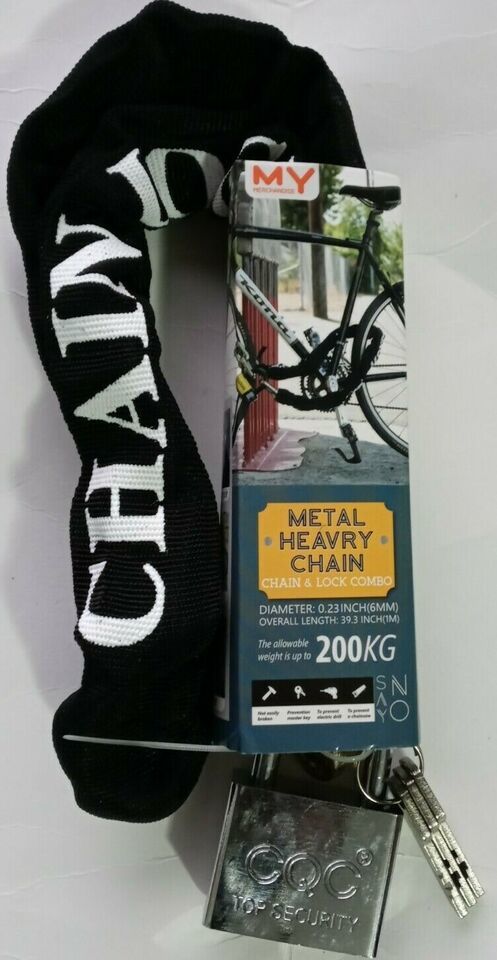 CHAIN
MY
MERCHANDISE
METAL
HEAVRY
CHAIN
CHAIN & LOCK COMBO
DIAMETER: 0.23 INCH(6MM)
OVERALL LENGTH: 39.3 INCH(1M)
The allowable
weight is up to 200KG
Not easily
broken
Prevention
master key
To prevent
electric drill
To prevent
a chainsaw
SAY
NO
CQC®
TOP SECURITY